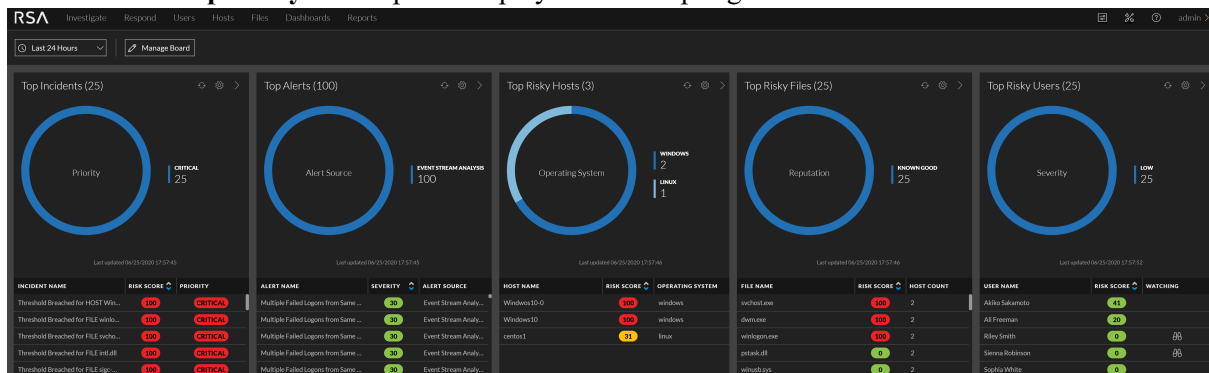 RSA Investigate Respond Users Hosts Files Dashboards Reports admin
Last 24 Hours Manage Board
Top Incidents (25)
Priority
CRITICAL
25
Last updated 06/25/2020 17:57:45
INCIDENT NAME RISK SCORE PRIORITY
Threshold Breached for HOST Win... 100 CRITICAL
Threshold Breached for FILE winlo... 100 CRITICAL
Threshold Breached for FILE svcho... 100 CRITICAL
Threshold Breached for FILE intl.dll 100 CRITICAL
Threshold Breached for FILE sigc-... 100 CRITICAL
Top Alerts (100)
Alert Source
EVENT STREAM ANALYSIS
100
Last updated 06/25/2020 17:57:45
ALERT NAME SEVERITY ALERT SOURCE
Multiple Failed Logons from Same ... 30 Event Stream Analy...
Multiple Failed Logons from Same ... 30 Event Stream Analy...
Multiple Failed Logons from Same ... 30 Event Stream Analy...
Multiple Failed Logons from Same ... 30 Event Stream Analy...
Multiple Failed Logons from Same ... 30 Event Stream Analy...
Top Risky Hosts (3)
Operating System
WINDOWS
2
LINUX
1
Last updated 06/25/2020 17:57:46
HOST NAME RISK SCORE OPERATING SYSTEM
Windwos10-0 100 windows
Windows10 100 windows
centos1 31 linux
Top Risky Files (25)
Reputation
KNOWN GOOD
25
Last updated 06/25/2020 17:57:46
FILE NAME RISK SCORE HOST COUNT
svchost.exe 100 2
dwm.exe 100 2
winlogon.exe 100 2
pstask.dll 0 2
winusb.sys 0 2
Top Risky Users (25)
Severity
LOW
25
Last updated 06/25/2020 17:57:52
USER NAME RISK SCORE WATCHING
Akiko Sakamoto 41
Ali Freeman 20
Riley Smith 0
Sienna Robinson 0
Sophia White 0